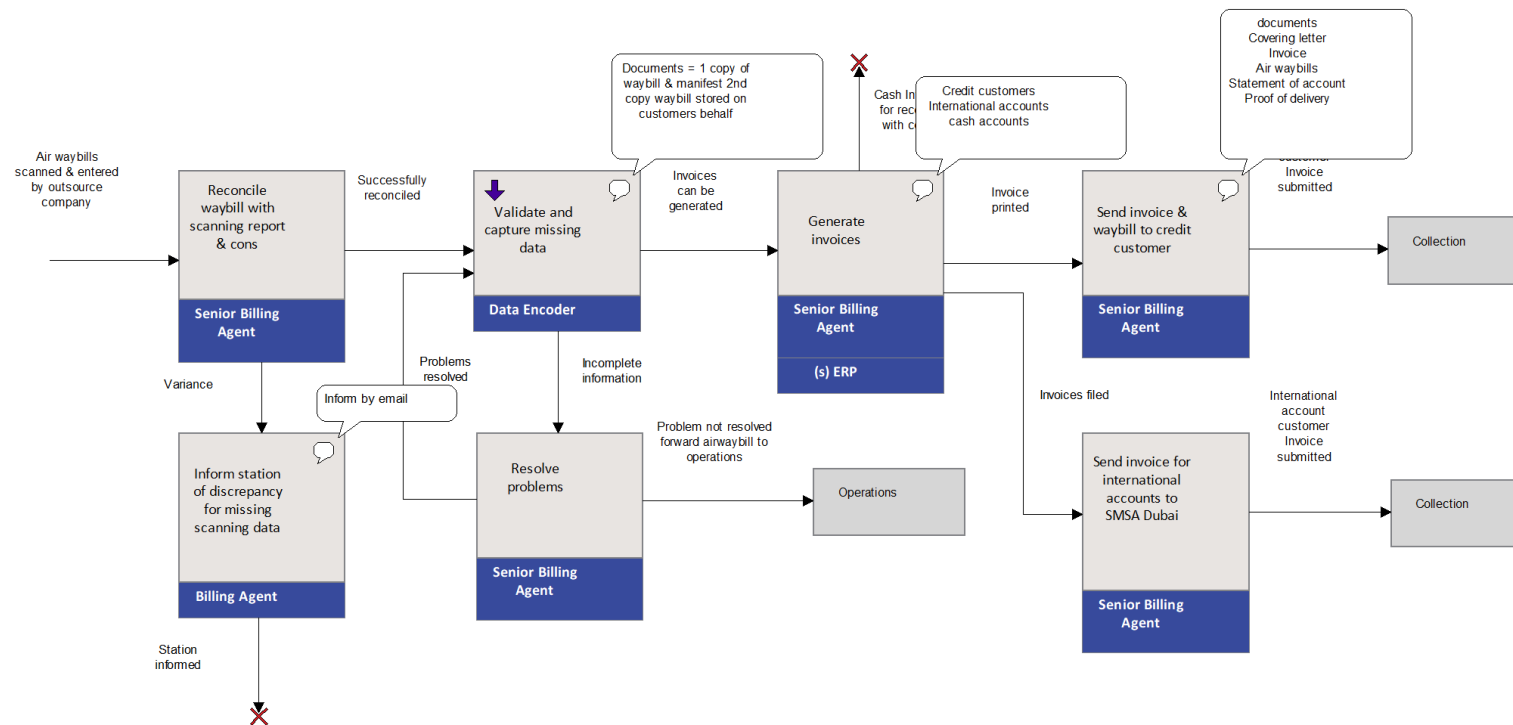 documents
Covering letter
Invoice
Air waybills
Statement of account
Proof of delivery
Documents = 1 copy of
waybill & manifest 2nd
copy waybill stored on
customers behalf
Cash
for
with
Credit customers
International accounts
cash accounts
Air waybills
scanned & entered
by outsource
company
Reconcile
waybill with
scanning report
& cons
Senior Billing
Agent
Successfully
reconciled
Validate and
capture missing
data
Data Encoder
Invoices
can be
generated
Generate
invoices
Senior Billing
Agent
(s) ERP
Invoice
printed
Send invoice &
waybill to credit
customer
Senior Billing
Agent
customer
Invoice
submitted
Collection
Variance
Inform by email
Problems
resolved
Incomplete
information
Invoices filed
Inform station
of discrepancy
for missing
scanning data
Billing Agent
Resolve
problems
Senior Billing
Agent
Problem not resolved
forward airwaybill to
operations
Operations
Send invoice for
international
accounts to
SMSA Dubai
Senior Billing
Agent
International
account
customer
Invoice
submitted
Collection
Station
informed